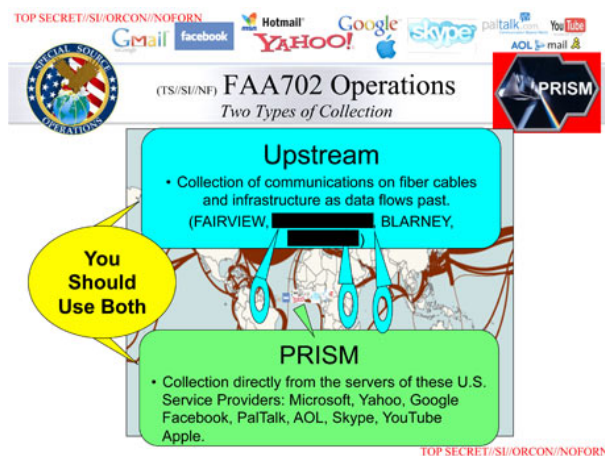 TOP SECRET//SI//ORCON//NOFORN
Gmail facebook Hotmail YAHOO! Google skype paltalk.com YouTube
AOL mail
SPECIAL SOURCE OPERATIONS
(TS//SI//NF) FAA702 Operations
Two Types of Collection
PRISM
Upstream
• Collection of communications on fiber cables
and infrastructure as data flows past.
(FAIRVIEW, , BLARNEY,
)
You
Should
Use Both
PRISM
• Collection directly from the servers of these U.S.
Service Providers: Microsoft, Yahoo, Google
Facebook, PalTalk, AOL, Skype, YouTube
Apple.
TOP SECRET//SI//ORCON//NOFORN